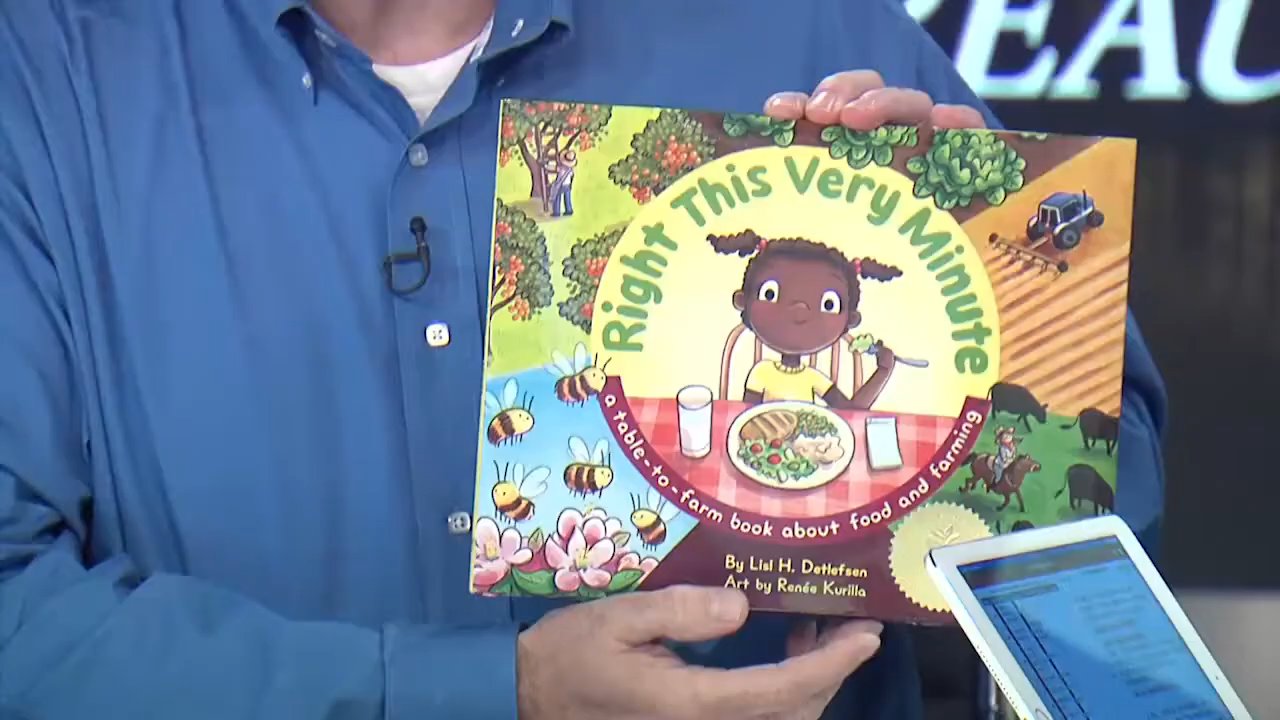 EAU
Right This Very Minute
a table-to-farm book about food and farming
By Lisl H. Detlefsen
Art by Renée Kurilla